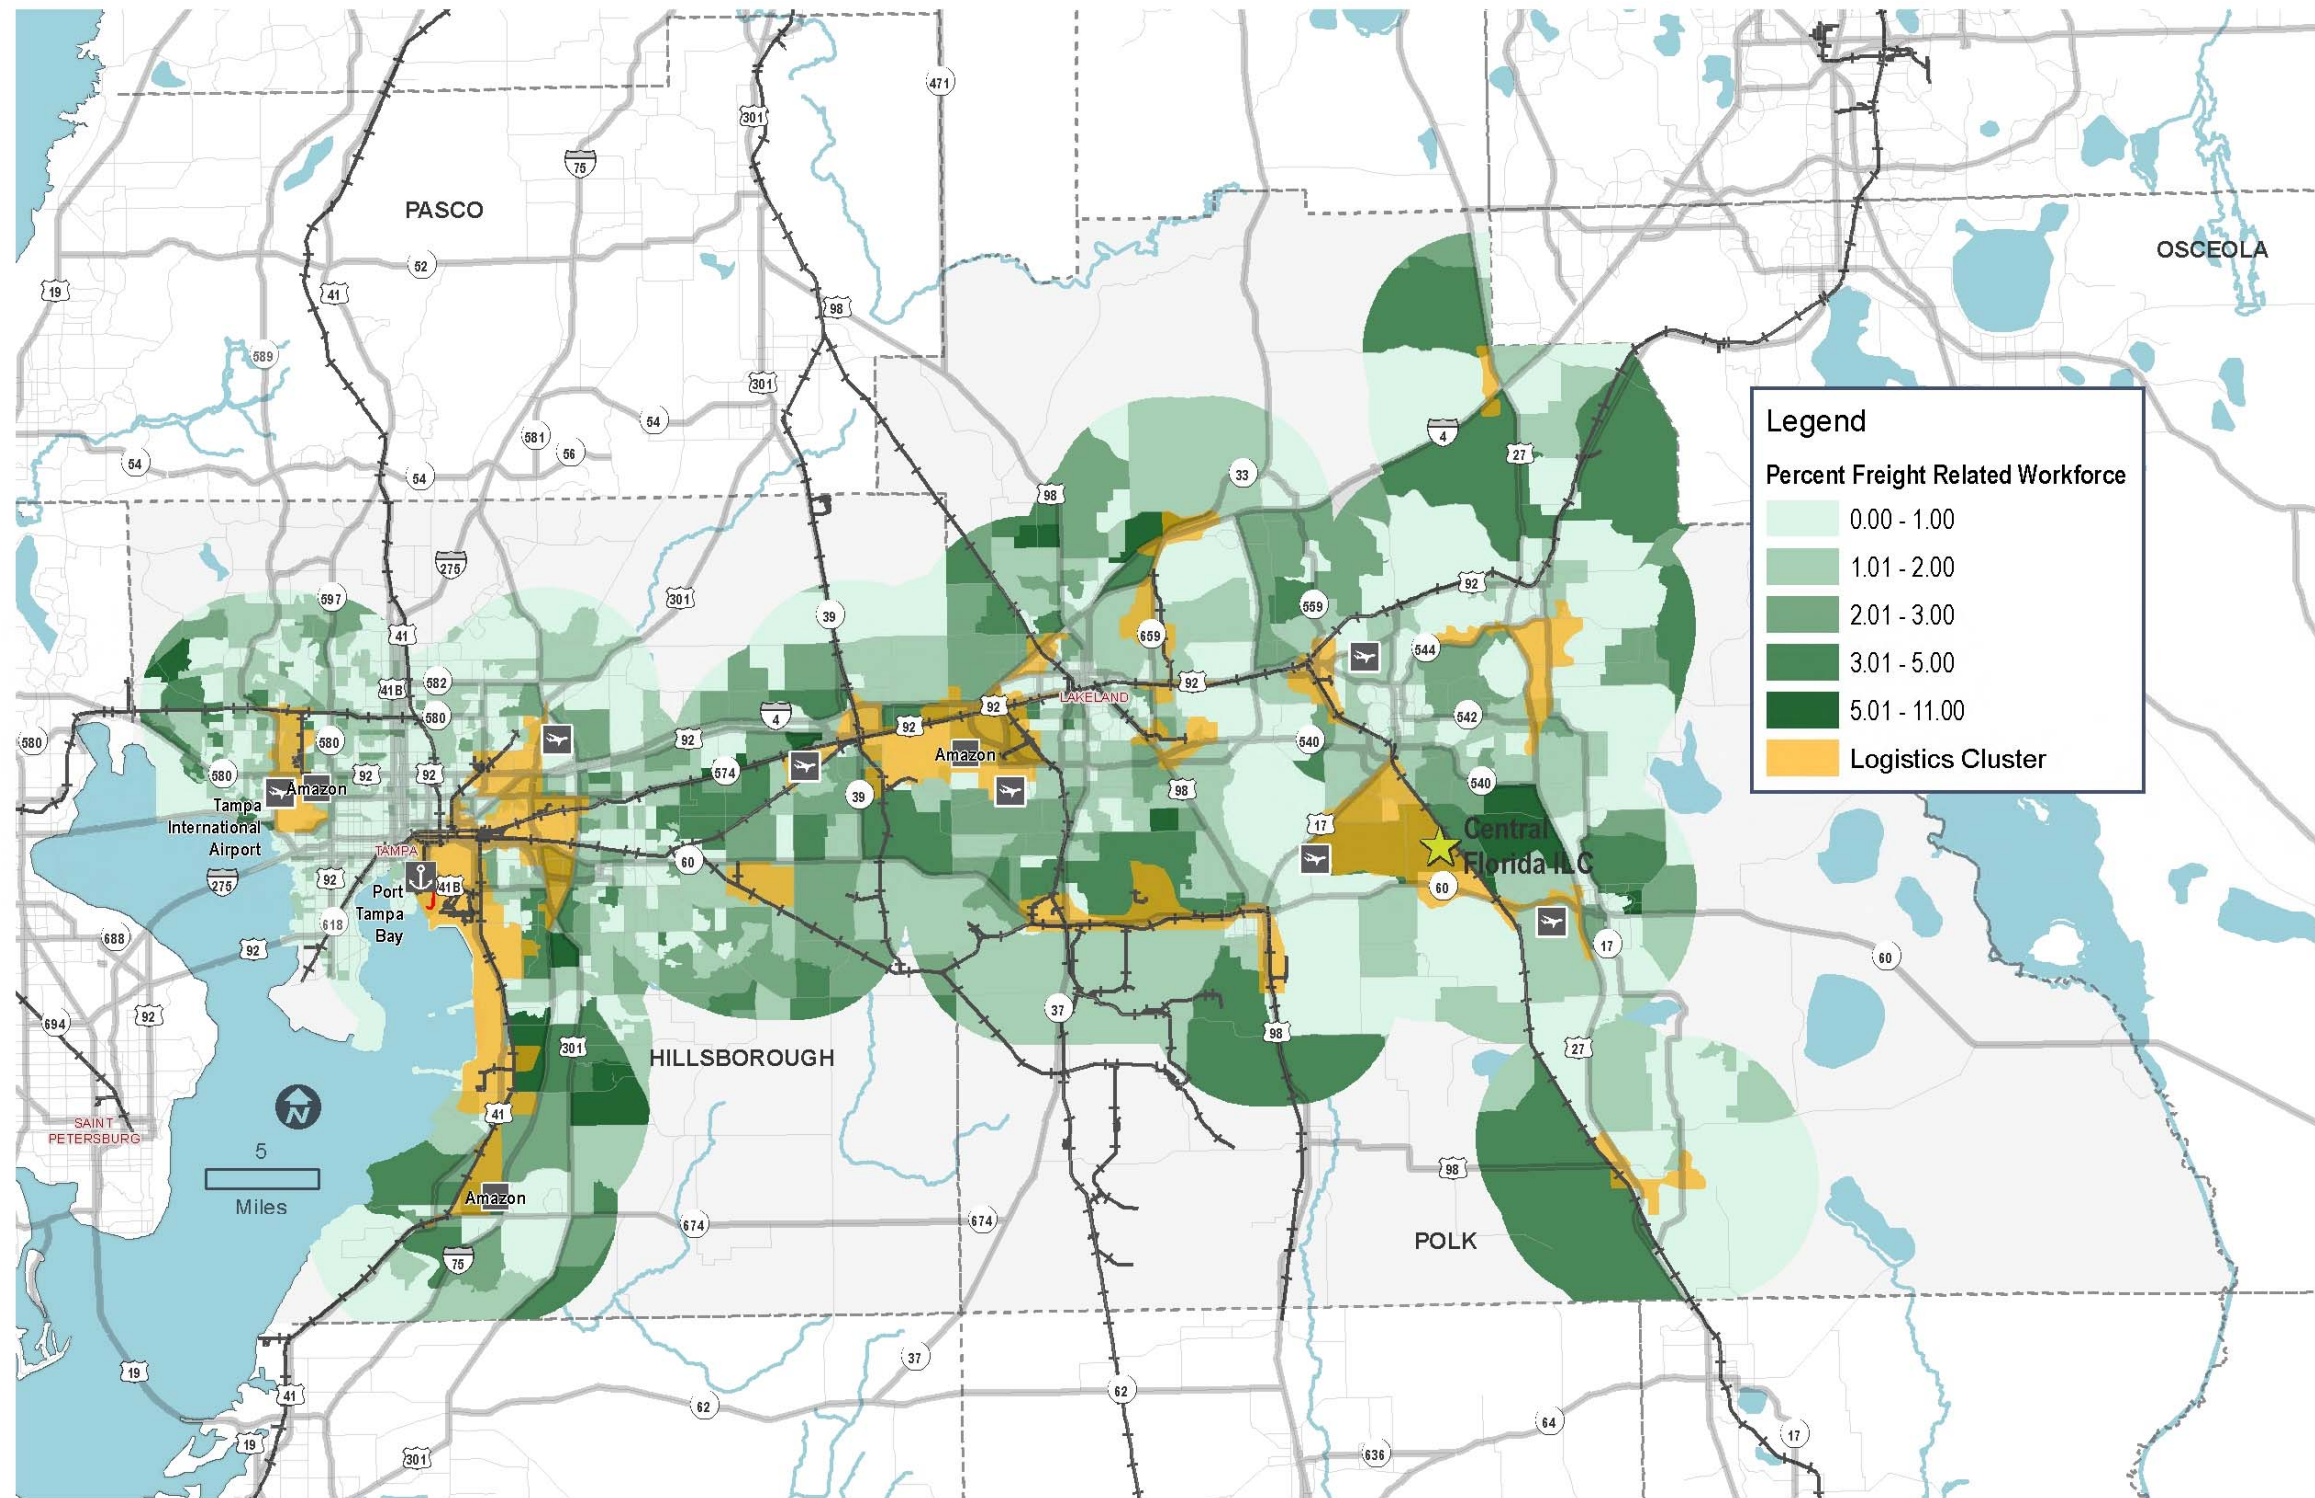 471
301
75
PASCO
OSCEOLA
52
19
41
98
589
301
54
4
581
56
27
54
54
33
98
275
92
597
301
39
559
41
659
544
41B
582
92
LAKELAND
580
92
4
92
542
580
580
92
540
Amazon
580
92
92
574
540
Amazon
39
98
Tampa
International
Airport
17
Central
Florida ILC
TAMPA
60
275
92
41B
60
Port
Tampa
Bay
618
688
92
17
60
37
694
92
98
301
27
HILLSBOROUGH
41
SAINT
PETERSBURG
5
Miles
98
Amazon
674
674
POLK
75
37
19
62
41
62
64
17
19
301
636
N
Legend
Percent Freight Related Workforce
0.00 - 1.00
1.01 - 2.00
2.01 - 3.00
3.01 - 5.00
5.01 - 11.00
Logistics Cluster